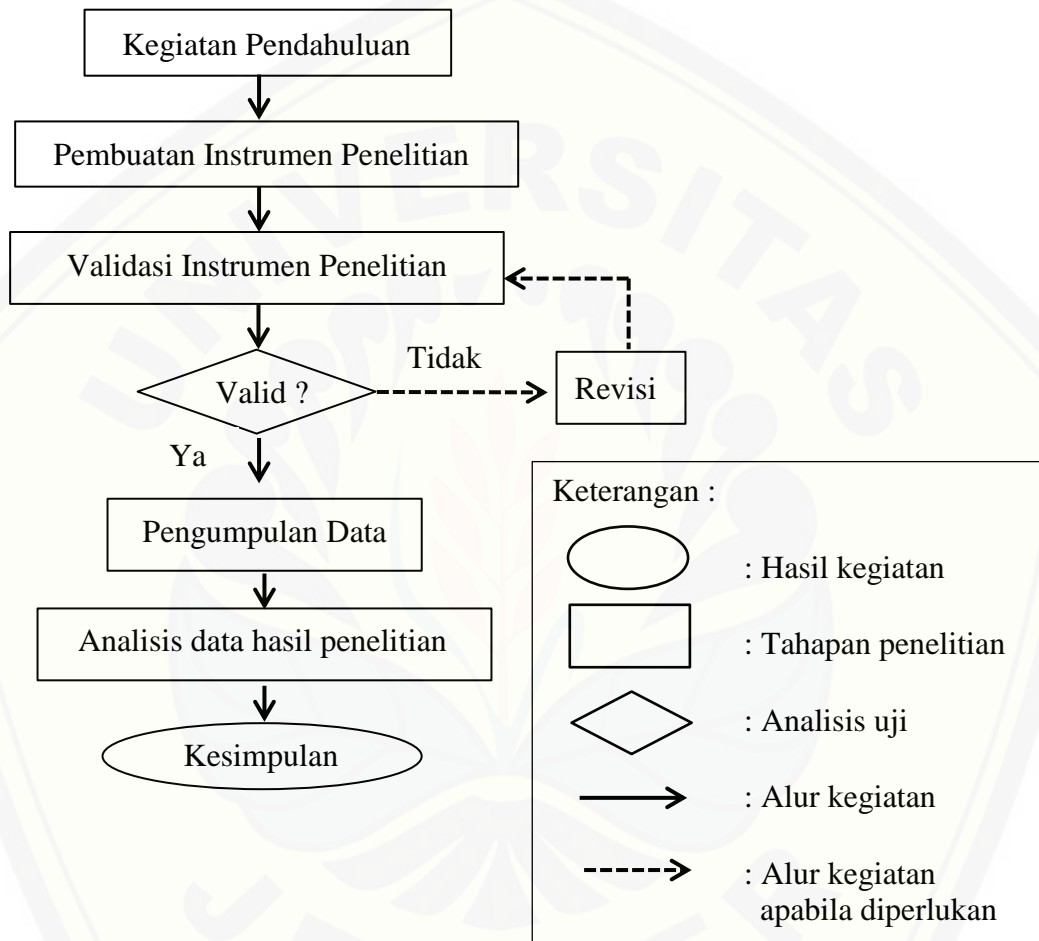 Kegiatan Pendahuluan
Pembuatan Instrumen Penelitian
Validasi Instrumen Penelitian
Tidak
Valid ?
Revisi
Ya
Pengumpulan Data
Analisis data hasil penelitian
Kesimpulan
Keterangan :
: Hasil kegiatan
: Tahapan penelitian
: Analisis uji
: Alur kegiatan
: Alur kegiatan
apabila diperlukan
UNIVERSITAS